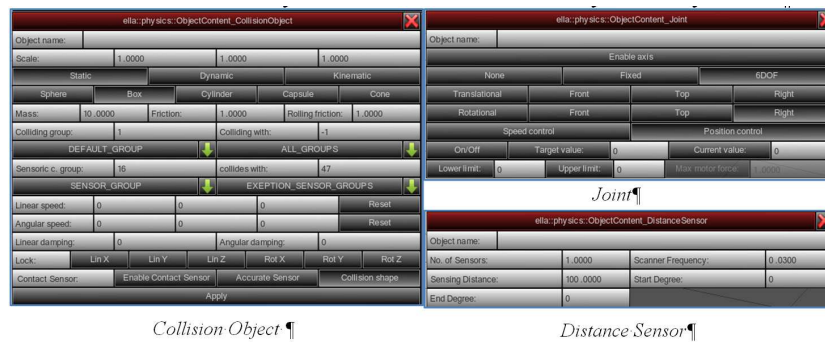 ella::physics::ObjectContent_CollisionObject
Object name:
Scale: 1.0000 1.0000 1.0000
Static Dynamic Kinematic
Sphere Box Cylinder Capsule Cone
Mass: 10.0000 Friction: 1.0000 Rolling friction: 1.0000
Colliding group: 1 Colliding with: -1
DEFAULT_GROUP ALL_GROUPS
Sensoric c. group: 16 collides with: 47
SENSOR_GROUP EXEPTION_SENSOR_GROUPS
Linear speed: 0 0 0 Reset
Angular speed: 0 0 0 Reset
Linear damping: 0 Angular damping: 0
Lock: Lin X Lin Y Lin Z Rot X Rot Y Rot Z
Contact Sensor: Enable Contact Sensor Accurate Sensor Collision shape
Apply
Collision·Object·¶
ella::physics::ObjectContent_Joint
Object name:
Enable axis
None Fixed 6DOF
Translational Front Top Right
Rotational Front Top Right
Speed control Position control
On/Off Target value: 0 Current value: 0
Lower limit: 0 Upper limit: 0 Max motor force: 1.0000
Joint¶
ella::physics::ObjectContent_DistanceSensor
Object name:
No. of Sensors: 1.0000 Scanner Frequency: 0.0300
Sensing Distance: 100.0000 Start Degree: 0
End Degree: 0
Distance·Sensor¶